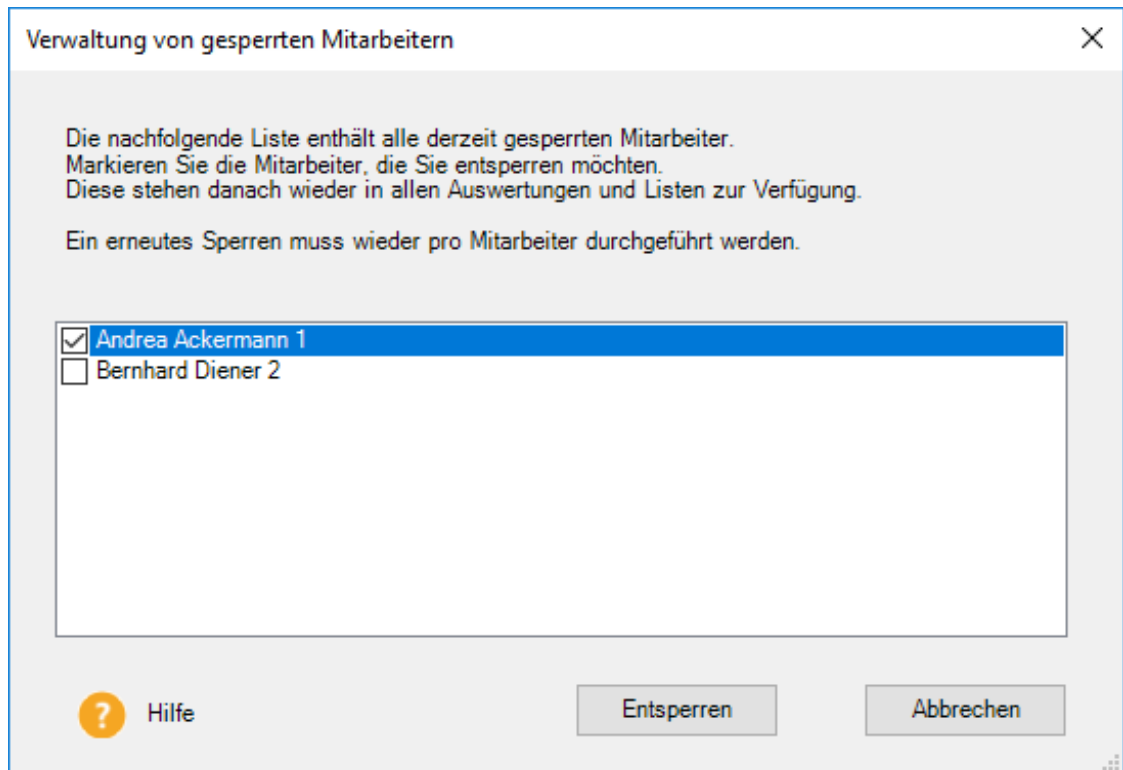 Verwaltung von gesperrten Mitarbeitern
Die nachfolgende Liste enthält alle derzeit gesperrten Mitarbeiter.
Markieren Sie die Mitarbeiter, die Sie entsperren möchten.
Diese stehen danach wieder in allen Auswertungen und Listen zur Verfügung.
Ein erneutes Sperren muss wieder pro Mitarbeiter durchgeführt werden.
Andrea Ackermann 1
Bernhard Diener 2
? Hilfe
Entsperren
Abbrechen